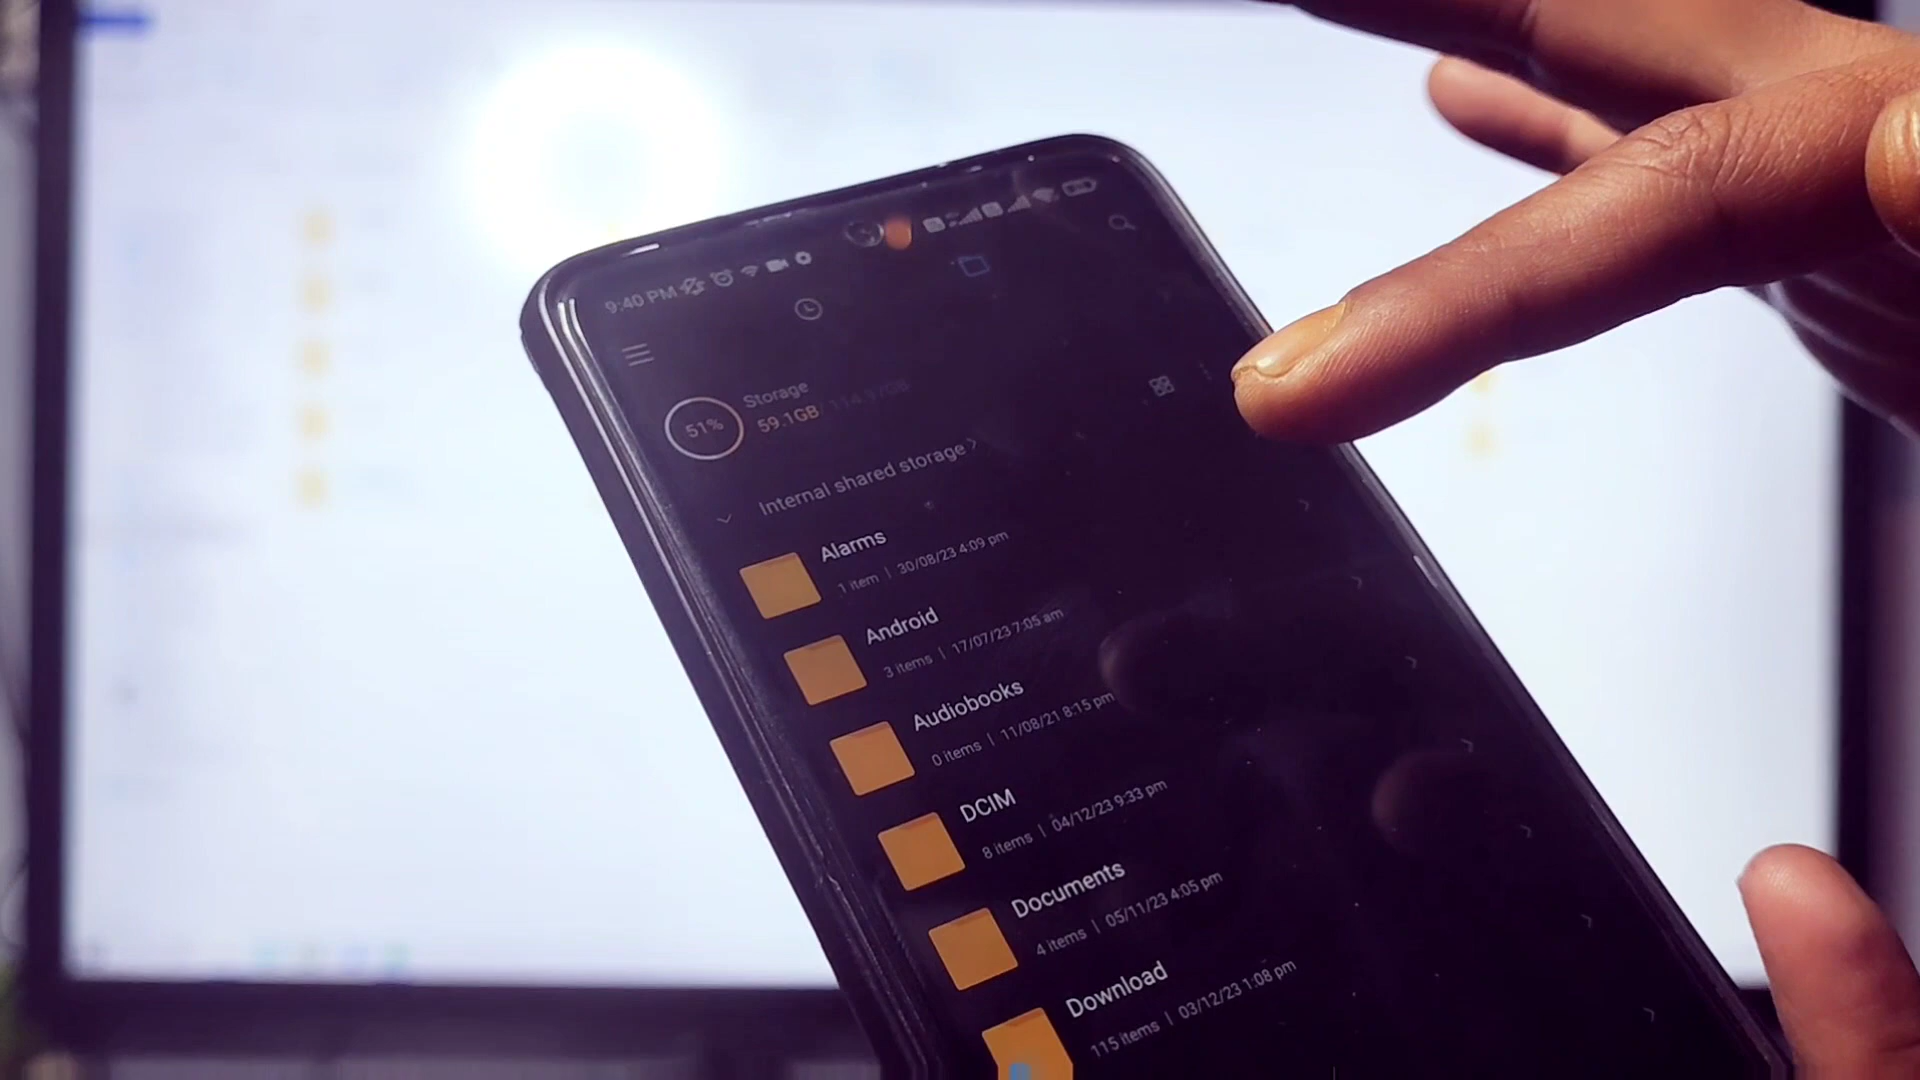 9:40 PM
Storage
51%
59.1GB
Internal shared storage
Alarms
1 item | 30/08/23 4:09 pm
Android
3 items | 17/07/23 7:05 am
Audiobooks
0 items | 11/08/21 8:15 pm
DCIM
8 items | 04/12/23 9:33 pm
Documents
4 items | 05/11/23 4:05 pm
Download
115 items | 03/12/23 1:08 pm